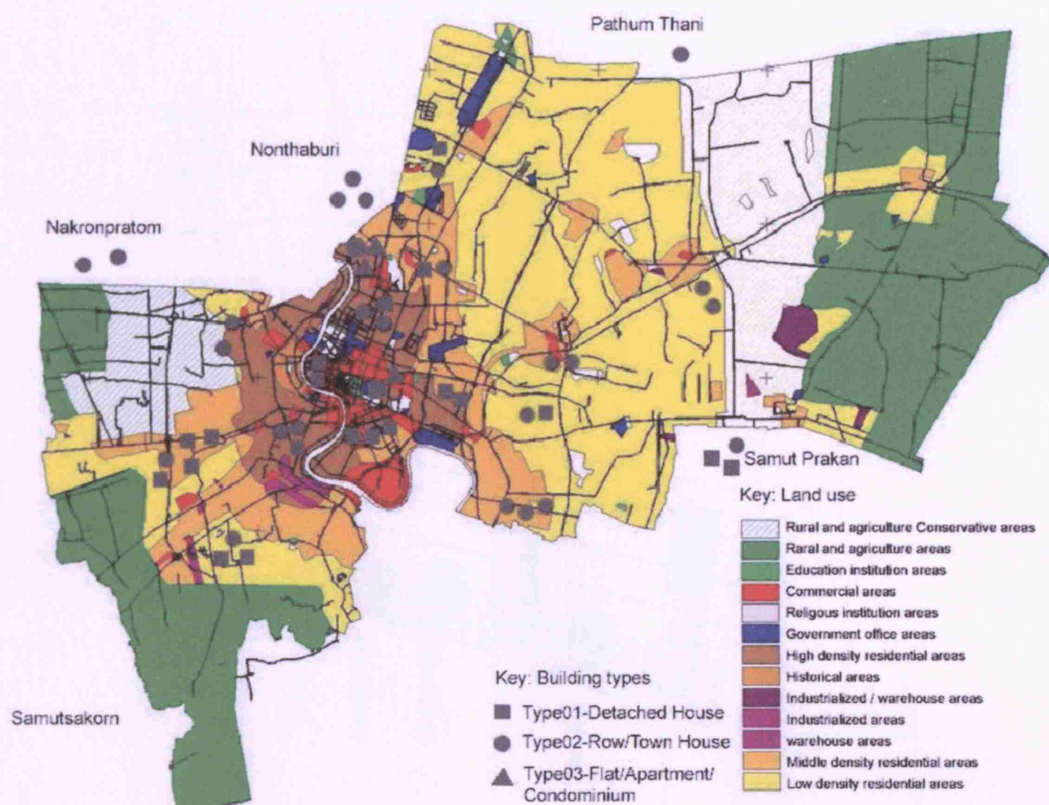 Pathum Thani
Nonthaburi
Nakronpratom
Samut Prakan
Key: Land use
Rural and agriculture Conservative areas
Raral and agriculture areas
Education institution areas
Commercial areas
Religous institution areas
Government office areas
High density residential areas
Historical areas
Industrialized / warehouse areas
Industrialized areas
warehouse areas
Middle density residential areas
Low density residential areas
Key: Building types
Type01-Detached House
Type02-Row/Town House
Type03-Flat/Apartment/
Condominium
Samutsakorn